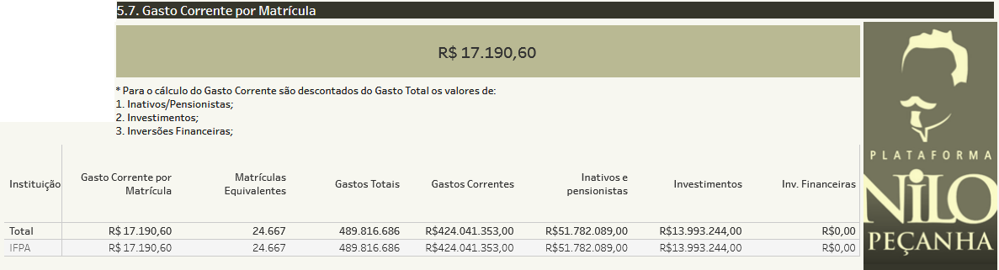 5.7. Gasto Corrente por Matrícula
R$ 17.190,60
* Para o cálculo do Gasto Corrente são descontados do Gasto Total os valores de:
1. Inativos/Pensionistas;
2. Investimentos;
3. Inversões Financeiras;
PLATAFORMA
NILO
PEÇANHA
Instituição Gasto Corrente por Matrícula Matrículas Equivalentes Gastos Totais Gastos Correntes Inativos e pensionistas Investimentos Inv. Financeiras
Total R$ 17.190,60 24.667 489.816.686 R$424.041.353,00 R$51.782.089,00 R$13.993.244,00 R$0,00
IFPA R$ 17.190,60 24.667 489.816.686 R$424.041.353,00 R$51.782.089,00 R$13.993.244,00 R$0,00